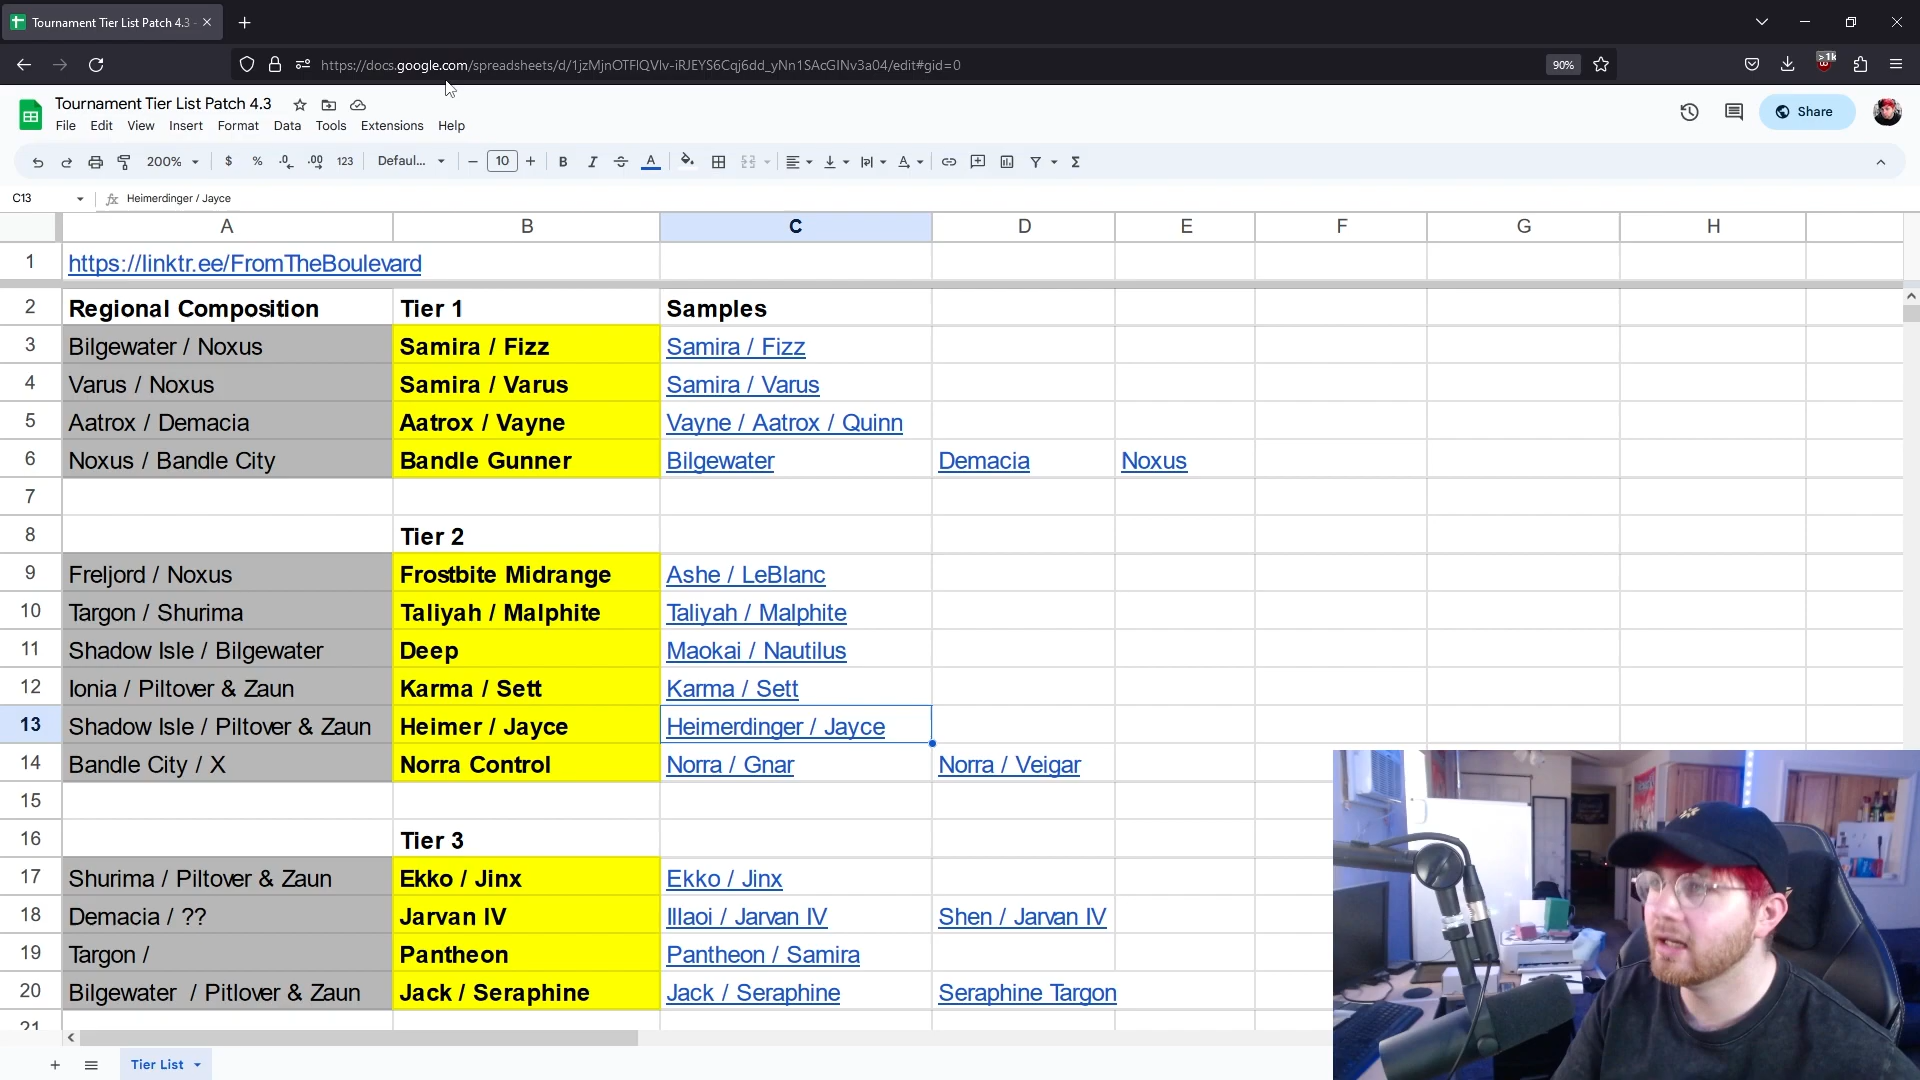 Tournament Tier List Patch 4.3 -
https://docs.google.com/spreadsheets/d/1jzMjnOTFlQVlv-iRJEYS6Cqj6dd_yNn1SAcGINv3a04/edit#gid=0
90%
>1k
Tournament Tier List Patch 4.3
File Edit View Insert Format Data Tools Extensions Help
Share
200% $ % .0 .00 123 Defaul... − 10 + B I A Σ
C13 fx Heimerdinger / Jayce
A B C D E F G H
1 https://linktr.ee/FromTheBoulevard
2 Regional Composition Tier 1 Samples
3 Bilgewater / Noxus Samira / Fizz Samira / Fizz
4 Varus / Noxus Samira / Varus Samira / Varus
5 Aatrox / Demacia Aatrox / Vayne Vayne / Aatrox / Quinn
6 Noxus / Bandle City Bandle Gunner Bilgewater Demacia Noxus
7
8 Tier 2
9 Freljord / Noxus Frostbite Midrange Ashe / LeBlanc
10 Targon / Shurima Taliyah / Malphite Taliyah / Malphite
11 Shadow Isle / Bilgewater Deep Maokai / Nautilus
12 Ionia / Piltover & Zaun Karma / Sett Karma / Sett
13 Shadow Isle / Piltover & Zaun Heimer / Jayce Heimerdinger / Jayce
14 Bandle City / X Norra Control Norra / Gnar Norra / Veigar
15
16 Tier 3
17 Shurima / Piltover & Zaun Ekko / Jinx Ekko / Jinx
18 Demacia / ?? Jarvan IV Illaoi / Jarvan IV Shen / Jarvan IV
19 Targon / Pantheon Pantheon / Samira
20 Bilgewater / Pitlover & Zaun Jack / Seraphine Jack / Seraphine Seraphine Targon
21
Tier List